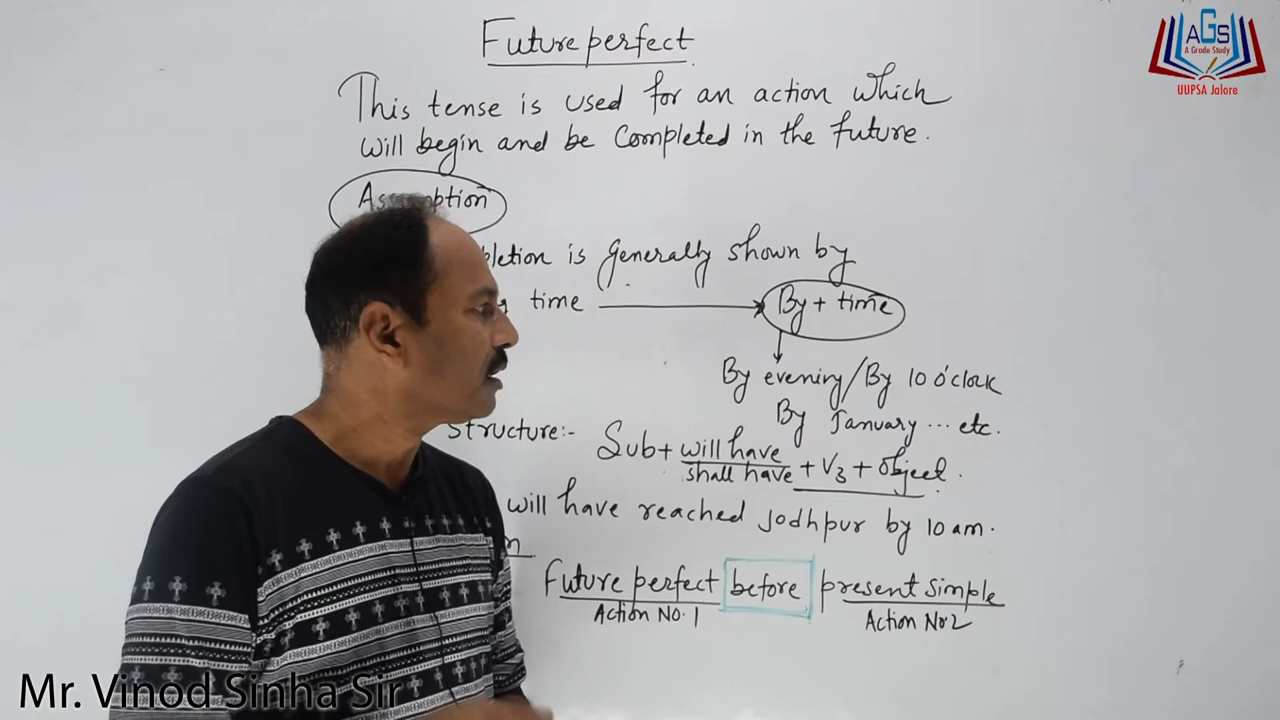 Future perfect
This tense is used for an action which
will begin and be completed in the future.
Assumption
is generally shown by
time → By + time
By evening/By 10 o'clock
By January ... etc.
Structure:- Sub + will have
shall have + V3 + object.
will have reached Jodhpur by 10 am.
Future perfect before present simple
Action No. 1 Action No. 2
AGS
A Grade Study
UUPSA Jalore
Mr. Vinod Sinha Sir